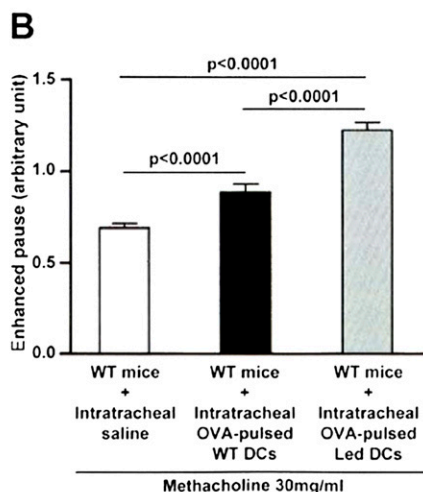 B
p<0.0001
p<0.0001
p<0.0001
Enhanced pause (arbitrary unit)
1.5
1.0
0.5
0.0
WT mice
+
Intratracheal
saline
WT mice
+
Intratracheal
OVA-pulsed
WT DCs
WT mice
+
Intratracheal
OVA-pulsed
Led DCs
Methacholine 30mg/ml